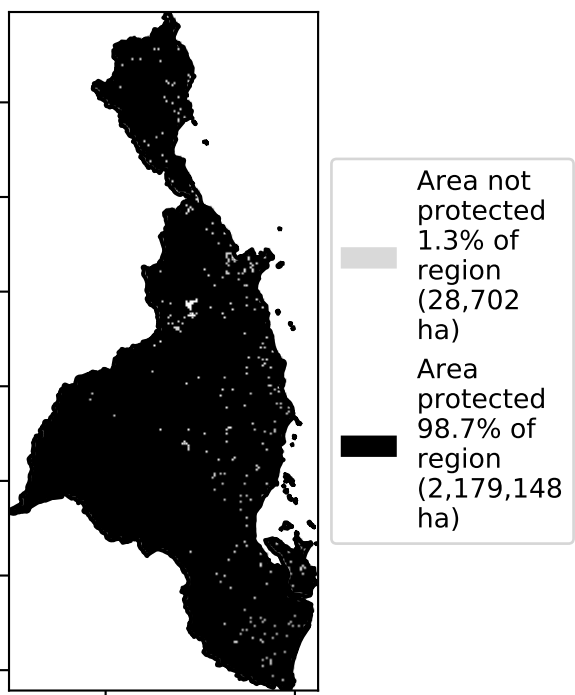 Area not
protected
1.3% of
region
(28,702
ha)
Area
protected
98.7% of
region
(2,179,148
ha)